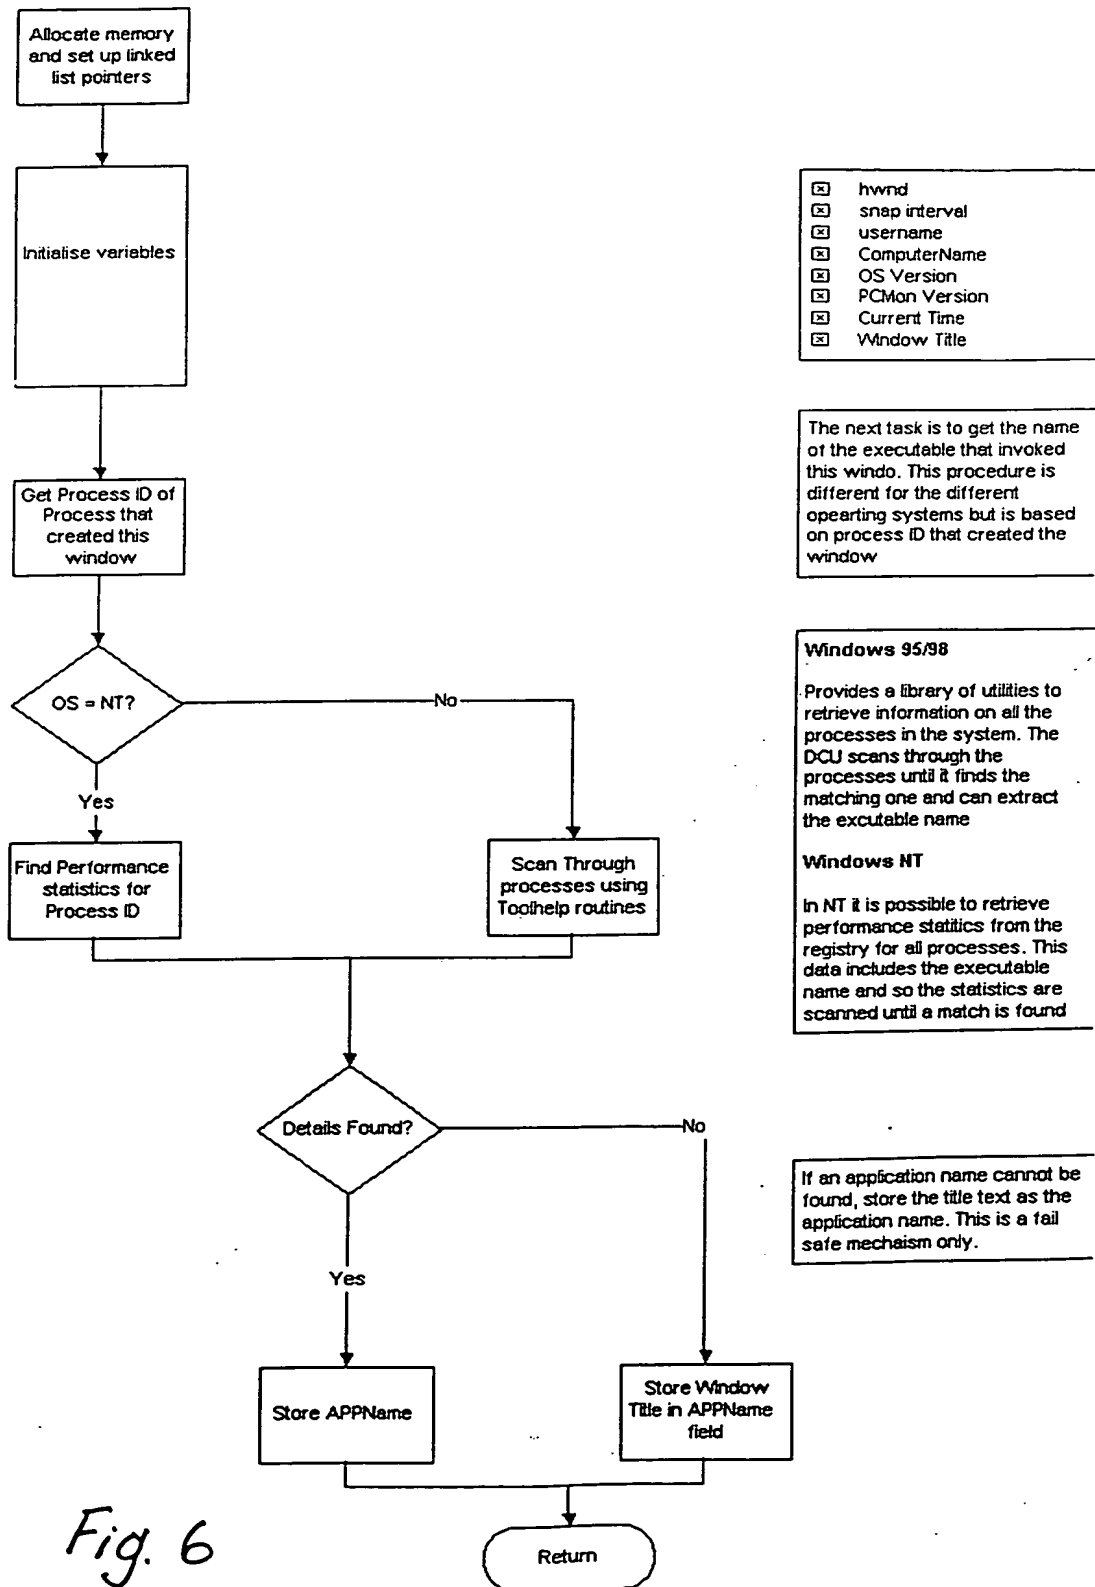 Allocate memory
and set up linked
list pointers
Initialise variables
hwnd
snap interval
username
ComputerName
OS Version
PCMon Version
Current Time
Window Title
Get Process ID of
Process that
created this
window
The next task is to get the name
of the executable that invoked
this windo. This procedure is
different for the different
opearting systems but is based
on process ID that created the
window
OS = NT?
No
Yes
Find Performance
statistics for
Process ID
Scan Through
processes using
Toolhelp routines
Windows 95/98
Provides a library of utilities to
retrieve information on all the
processes in the system. The
DCU scans through the
processes until it finds the
matching one and can extract
the excutable name
Windows NT
In NT it is possible to retrieve
performance statitics from the
registry for all processes. This
data includes the executable
name and so the statistics are
scanned until a match is found
Details Found?
No
Yes
If an application name cannot be
found, store the title text as the
application name. This is a fail
safe mechaism only.
Store APPName
Store Window
Title in APPName
field
Return
Fig. 6